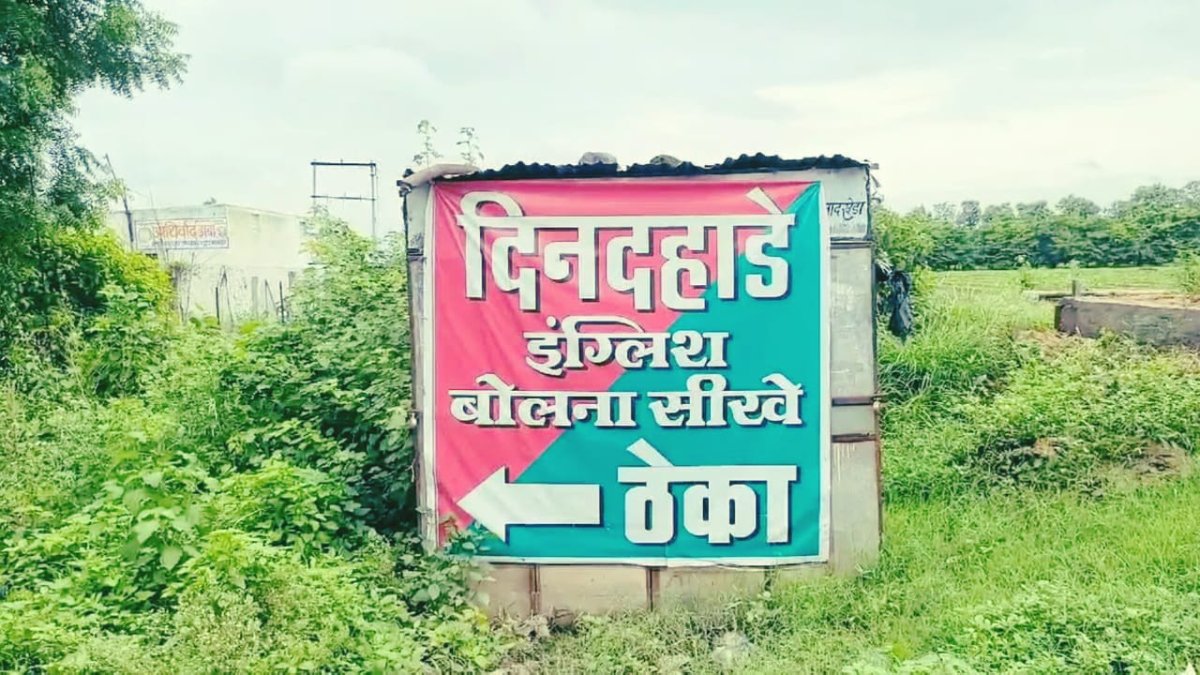 दिनदहाडे
इंग्लिश
बोलना सीखे
ठेका